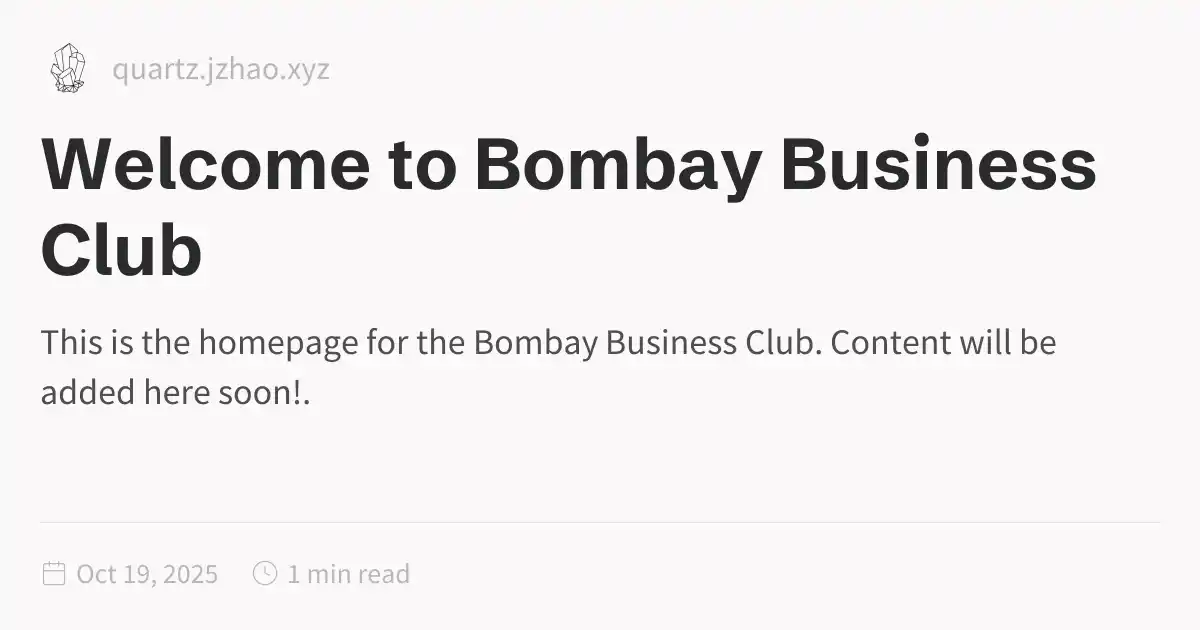 quartz.jzhao.xyz
Welcome to Bombay Business
Club
This is the homepage for the Bombay Business Club. Content will be
added here soon!.
Oct 19, 2025 1 min read